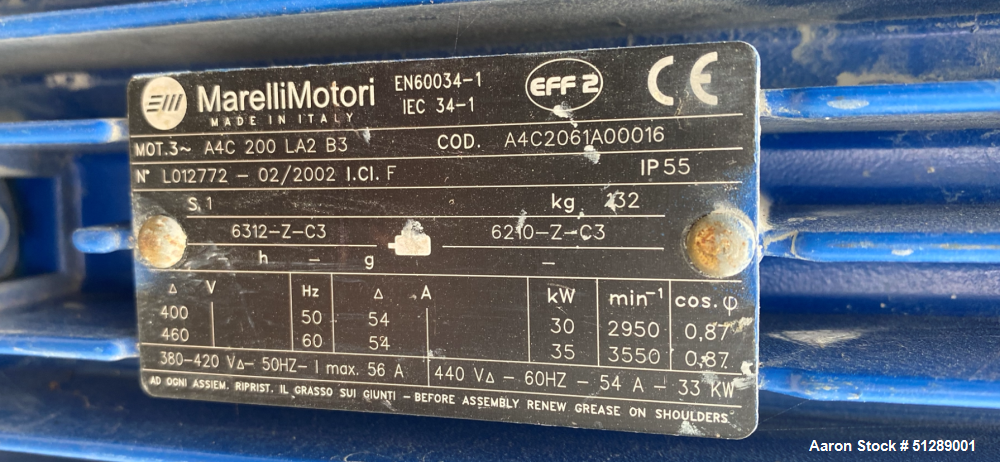 MarelliMotori
MADE IN ITALY
EN60034-1
IEC 34-1
EFF 2
CE
MOT.3~ A4C 200 LA2 B3 COD. A4C2061A00016
N° L012772 - 02/2002 I.CI. F IP 55
S.1 kg 232
6312-Z-C3 6210-Z-C3
h - g -
Δ V Hz Δ A kW min⁻¹ cos. φ
400 50 54 30 2950 0,87
460 60 54 35 3550 0,87
380-420 VΔ- 50HZ- I max. 56 A 440 VΔ - 60HZ - 54 A - 33 KW
AD OGNI ASSIEM. RIPRIST. IL GRASSO SUI GIUNTI - BEFORE ASSEMBLY RENEW GREASE ON SHOULDERS
Aaron Stock # 51289001